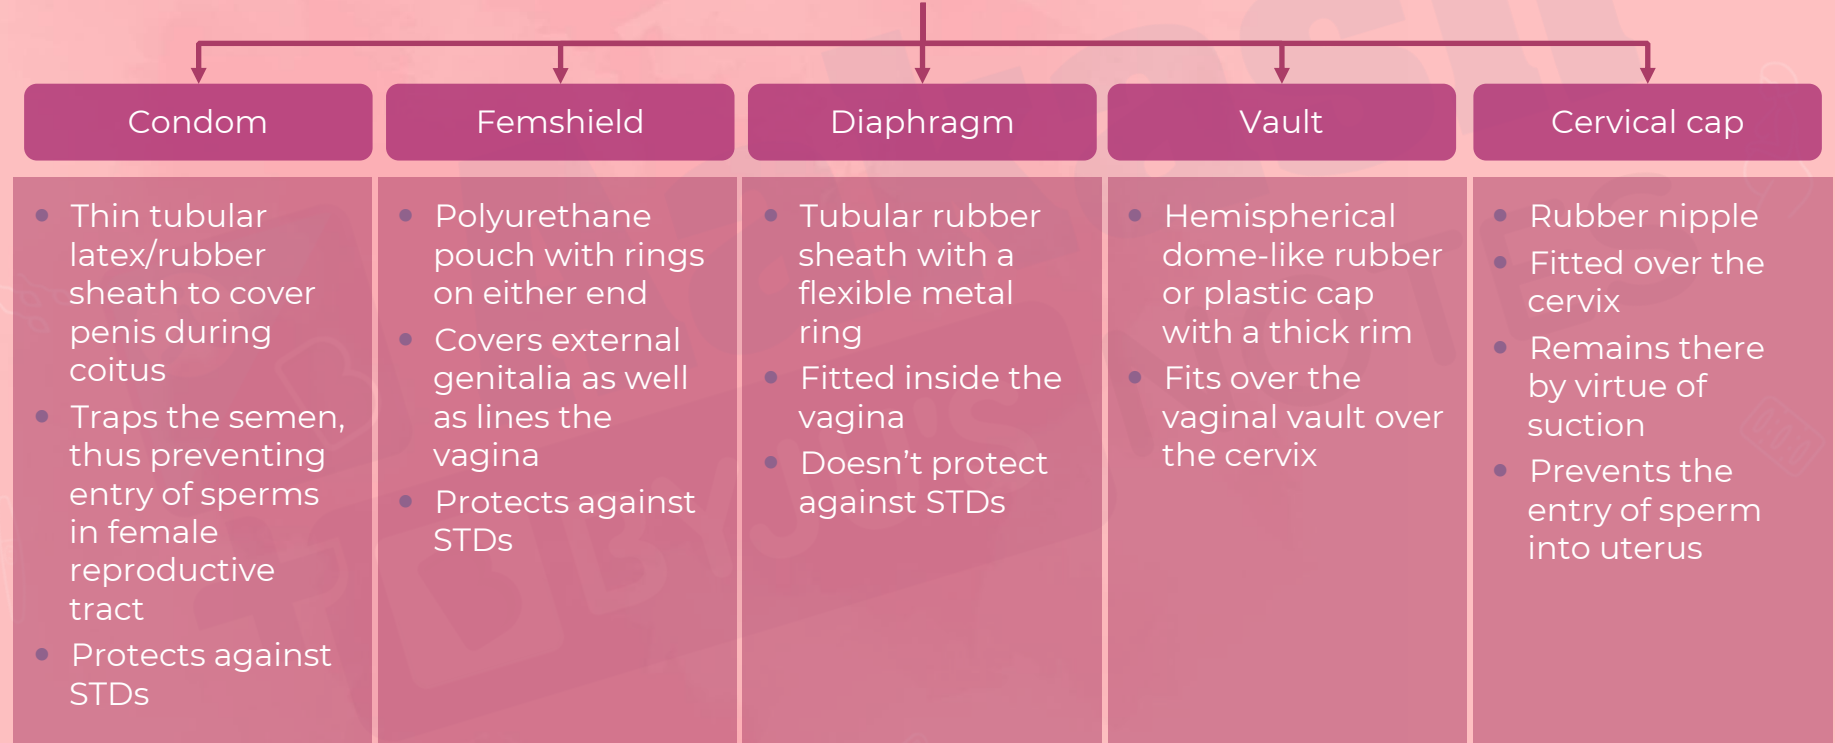 Condom
Femshield
Diaphragm
Vault
Cervical cap
• Thin tubular
latex/rubber
sheath to cover
penis during
coitus
• Traps the semen,
thus preventing
entry of sperms
in female
reproductive
tract
• Protects against
STDs
• Polyurethane
pouch with rings
on either end
• Covers external
genitalia as well
as lines the
vagina
• Protects against
STDs
• Tubular rubber
sheath with a
flexible metal
ring
• Fitted inside the
vagina
• Doesn’t protect
against STDs
• Hemispherical
dome-like rubber
or plastic cap
with a thick rim
• Fits over the
vaginal vault over
the cervix
• Rubber nipple
• Fitted over the
cervix
• Remains there
by virtue of
suction
• Prevents the
entry of sperm
into uterus
Aakash
BYJU'S NOTES